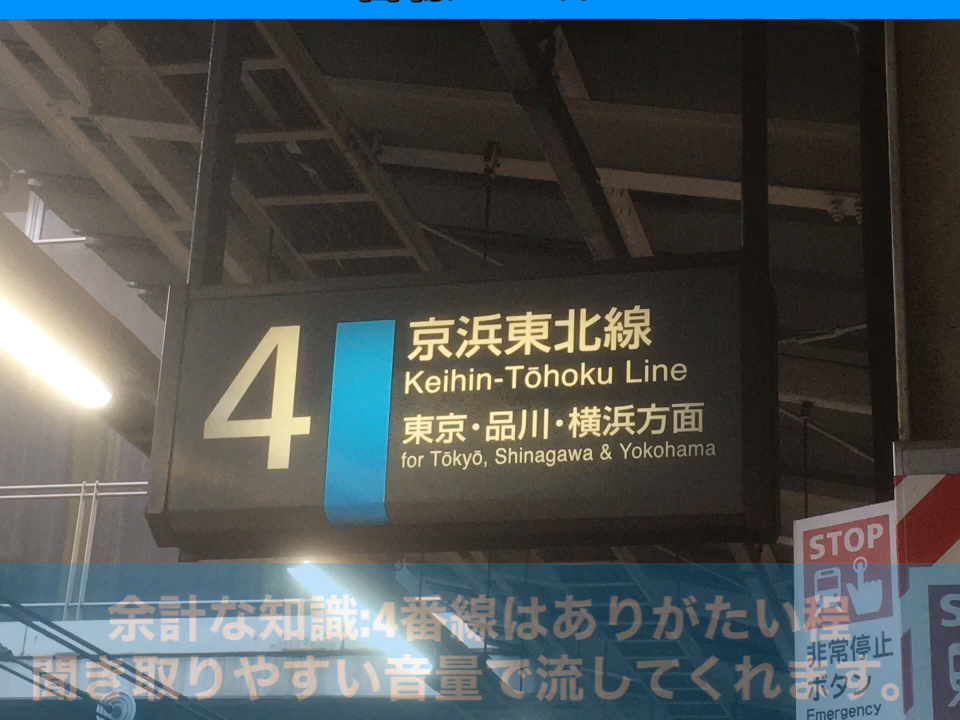 4
京浜東北線
Keihin-Tōhoku Line
東京・品川・横浜方面
for Tōkyō, Shinagawa & Yokohama
STOP
非常停止
ボタン
Emergency
余計な知識:4番線はありがたい程
聞き取りやすい音量で流してくれます。